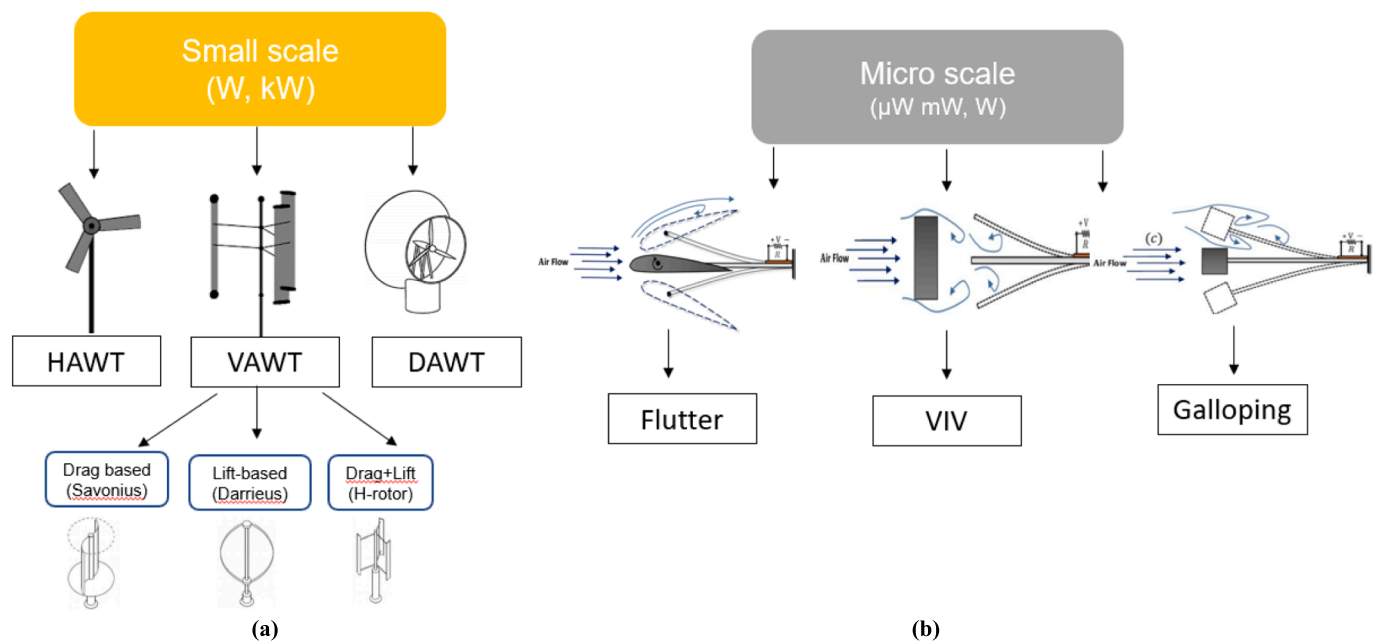 Small scale
(W, kW)
HAWT
VAWT
DAWT
Drag based
(Savonius)
Lift-based
(Darrieus)
Drag+Lift
(H-rotor)
(a)
Micro scale
(µW mW, W)
Air Flow
+V −
R
Air Flow
+V
R
(c)
Air Flow
+V −
R
Flutter
VIV
Galloping
(b)